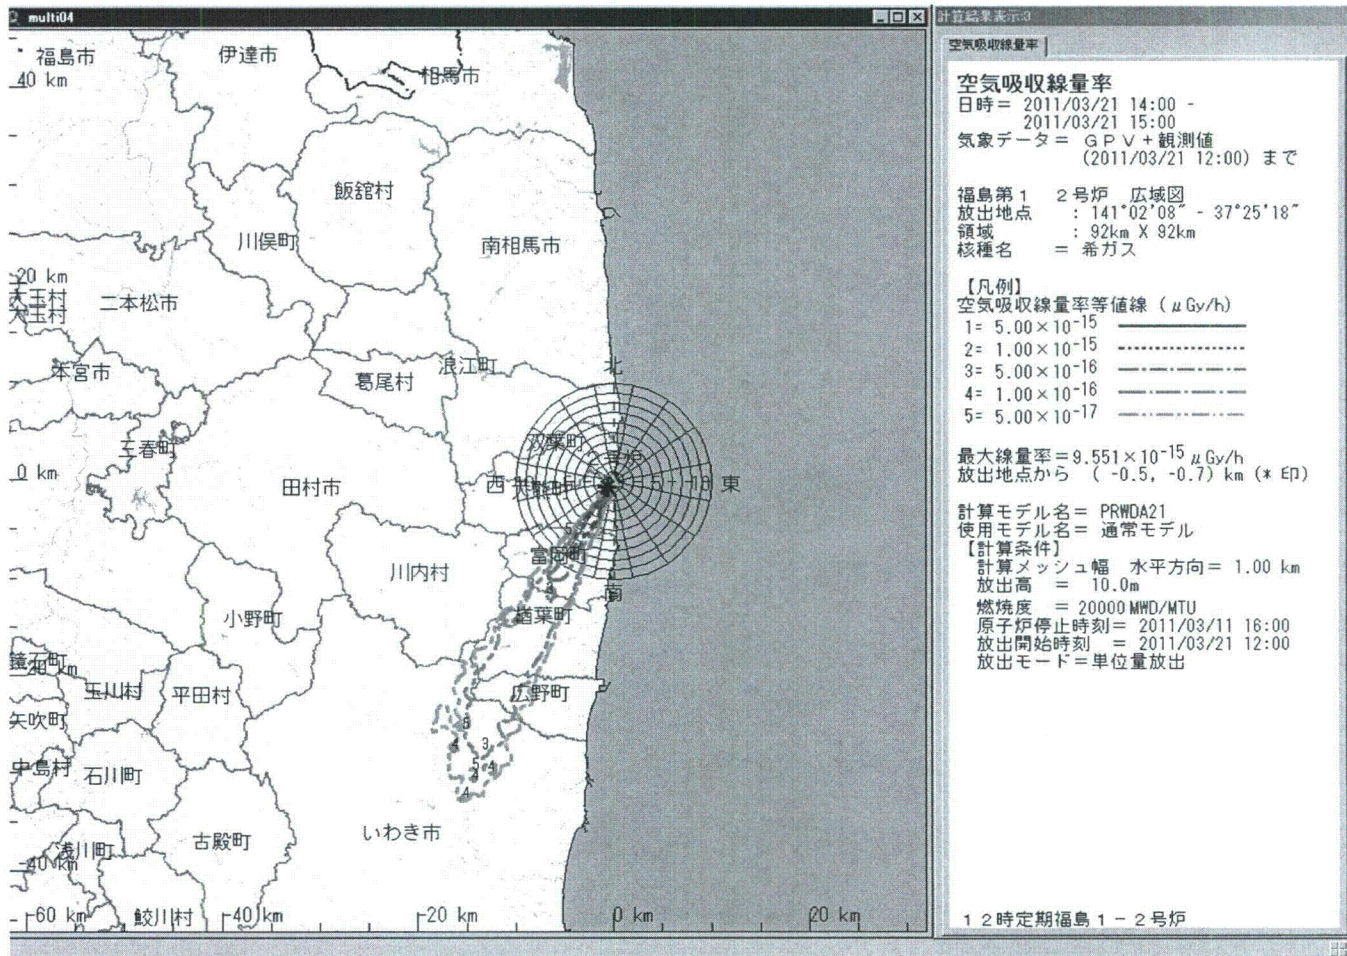 multi04
福島市
伊達市
相馬市
40 km
飯舘村
川俣町
南相馬市
20 km
大玉村
大玉村
二本松市
本宮市
葛尾村
浪江町
北
三春町
双葉町
0 km
田村市
西
東
富岡町
川内村
南
小野町
楢葉町
鏡石町
-20 km
玉川村
平田村
広野町
矢吹町
中島村
石川町
いわき市
古殿町
浅川町
-40 km
鮫川村
-60 km
-40 km
-20 km
0 km
20 km
計算結果表示:3
空気吸収線量率
空気吸収線量率
日時= 2011/03/21 14:00 -
2011/03/21 15:00
気象データ= GPV+観測値
(2011/03/21 12:00) まで
福島第1 2号炉 広域図
放出地点 : 141°02'08" - 37°25'18"
領域 : 92km X 92km
核種名 = 希ガス
【凡例】
空気吸収線量率等値線 (μGy/h)
1= 5.00×10⁻¹⁵
2= 1.00×10⁻¹⁵
3= 5.00×10⁻¹⁶
4= 1.00×10⁻¹⁶
5= 5.00×10⁻¹⁷
最大線量率=9.551×10⁻¹⁵μGy/h
放出地点から ( -0.5, -0.7) km (* 印)
計算モデル名= PRWDA21
使用モデル名= 通常モデル
【計算条件】
計算メッシュ幅 水平方向= 1.00 km
放出高 = 10.0m
燃焼度 = 20000MWD/MTU
原子炉停止時刻= 2011/03/11 16:00
放出開始時刻 = 2011/03/21 12:00
放出モード=単位量放出
12時定期福島1-2号炉